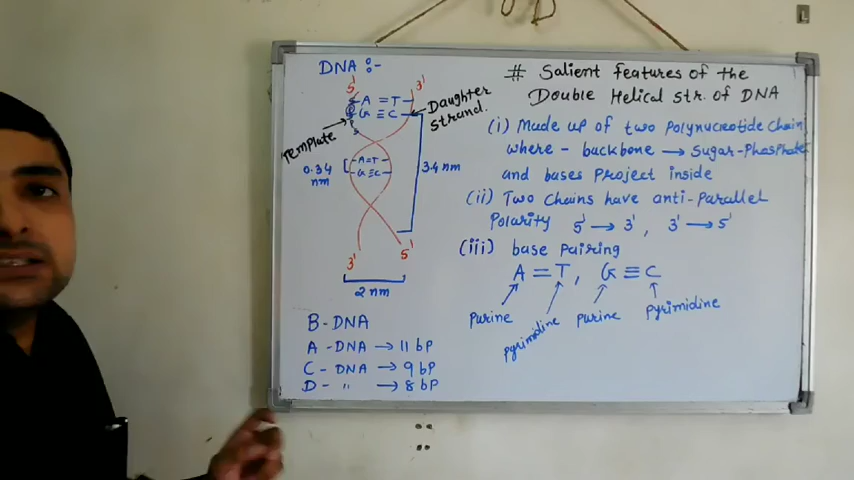 DNA :-
5' 3'
A = T
G ≡ C
Daughter
Strand.
Template
A=T
G≡C
0.34
nm
3.4 nm
3' 5'
2 nm
B-DNA
A - DNA → 11 bP
C - DNA → 9 bP
D - " → 8 bP
# Salient features of the
Double Helical Str. of DNA
(i) Made up of two Polynucleotide Chain
where - backbone → Sugar-Phosphate
and bases Project inside
(ii) Two Chains have anti-Parallel
Polarity 5' → 3' , 3' → 5'
(iii) base Pairing
A = T , G ≡ C
Purine pyrimidine purine pyrimidine